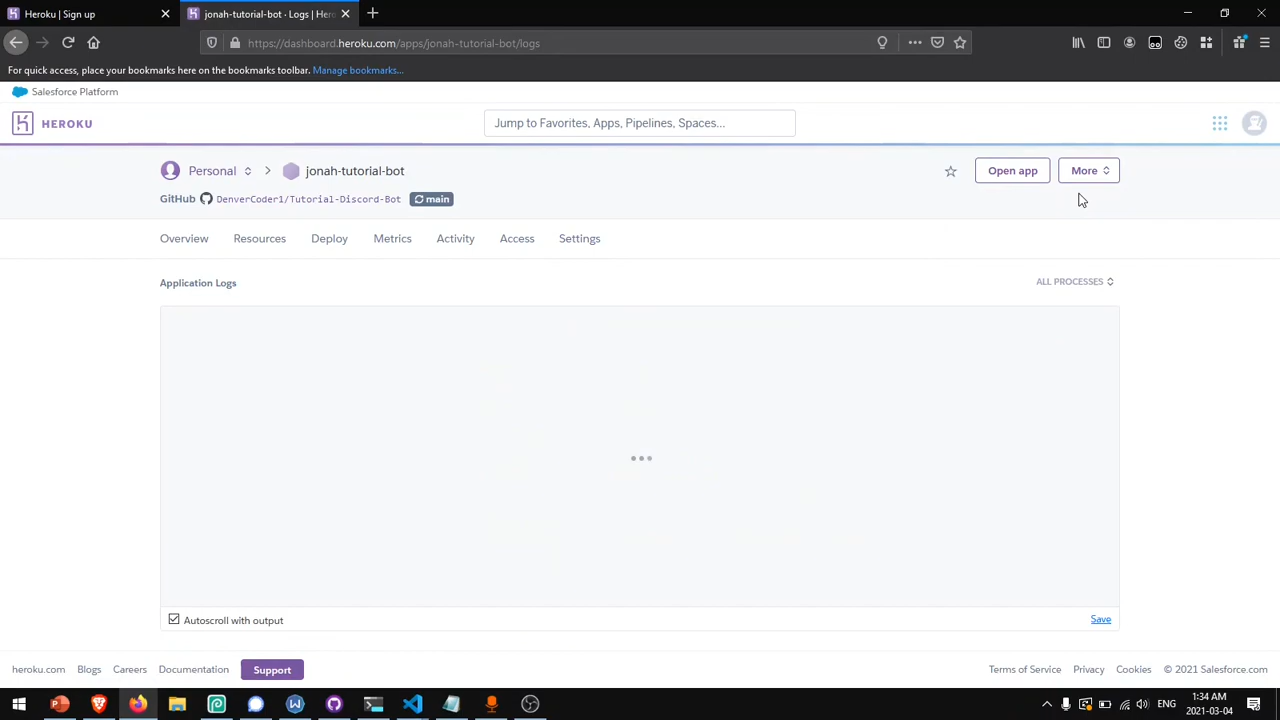 Heroku | Sign up
jonah-tutorial-bot · Logs | Hero
https://dashboard.heroku.com/apps/jonah-tutorial-bot/logs
For quick access, place your bookmarks here on the bookmarks toolbar. Manage bookmarks...
Salesforce Platform
HEROKU
Jump to Favorites, Apps, Pipelines, Spaces...
Personal > jonah-tutorial-bot
Open app
More
GitHub DenverCoder1/Tutorial-Discord-Bot main
Overview Resources Deploy Metrics Activity Access Settings
Application Logs
ALL PROCESSES
Autoscroll with output
Save
heroku.com Blogs Careers Documentation Support
Terms of Service Privacy Cookies © 2021 Salesforce.com
ENG
1:34 AM
2021-03-04